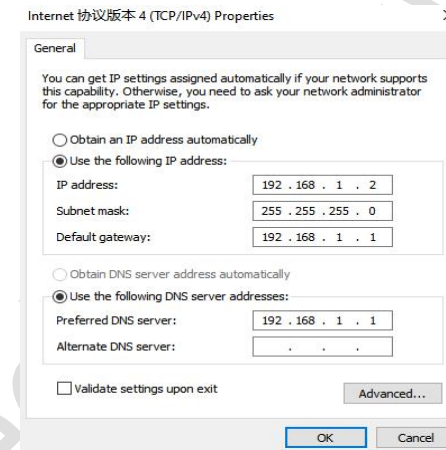 Internet 协议版本 4 (TCP/IPv4) Properties
General
You can get IP settings assigned automatically if your network supports
this capability. Otherwise, you need to ask your network administrator
for the appropriate IP settings.
Obtain an IP address automatically
Use the following IP address:
IP address: 192 . 168 . 1 . 2
Subnet mask: 255 . 255 . 255 . 0
Default gateway: 192 . 168 . 1 . 1
Obtain DNS server address automatically
Use the following DNS server addresses:
Preferred DNS server: 192 . 168 . 1 . 1
Alternate DNS server: . . .
Validate settings upon exit
Advanced...
OK Cancel